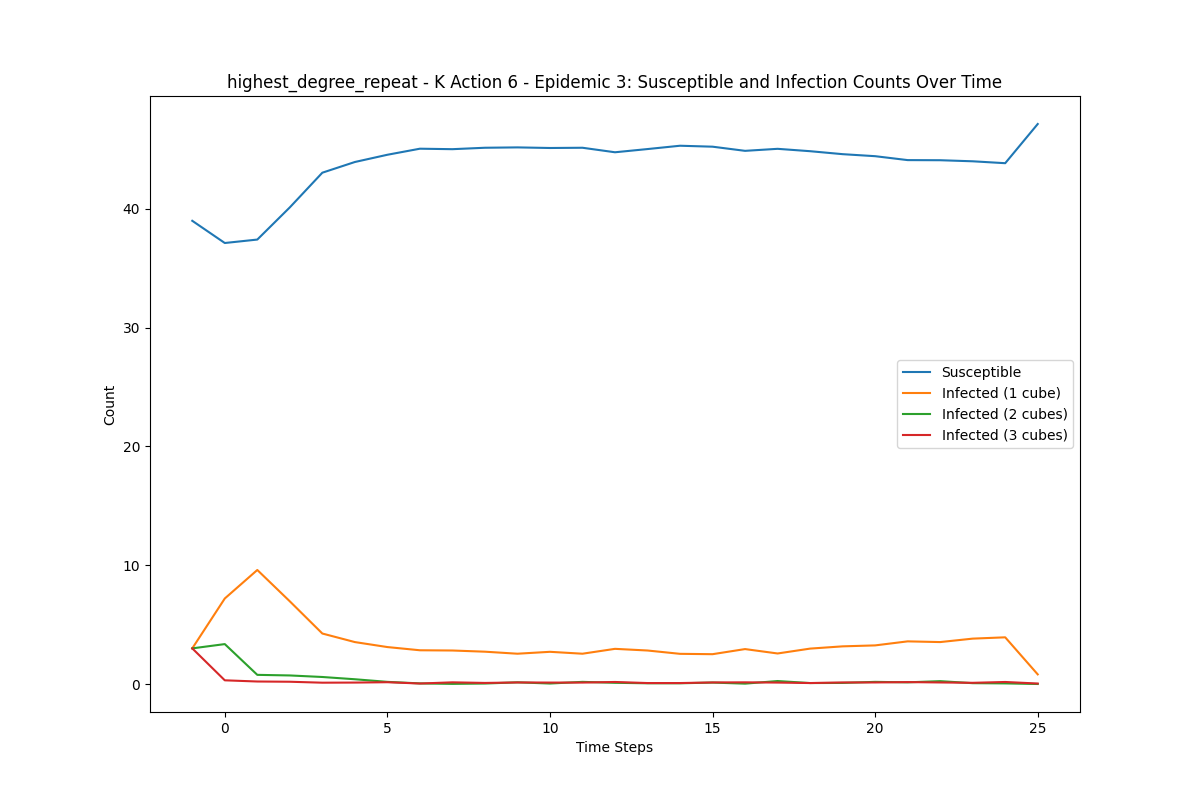 highest_degree_repeat - K Action 6 - Epidemic 3: Susceptible and Infection Counts Over Time
Count
40
30
20
10
0
Susceptible
Infected (1 cube)
Infected (2 cubes)
Infected (3 cubes)
0 5 10 15 20 25
Time Steps